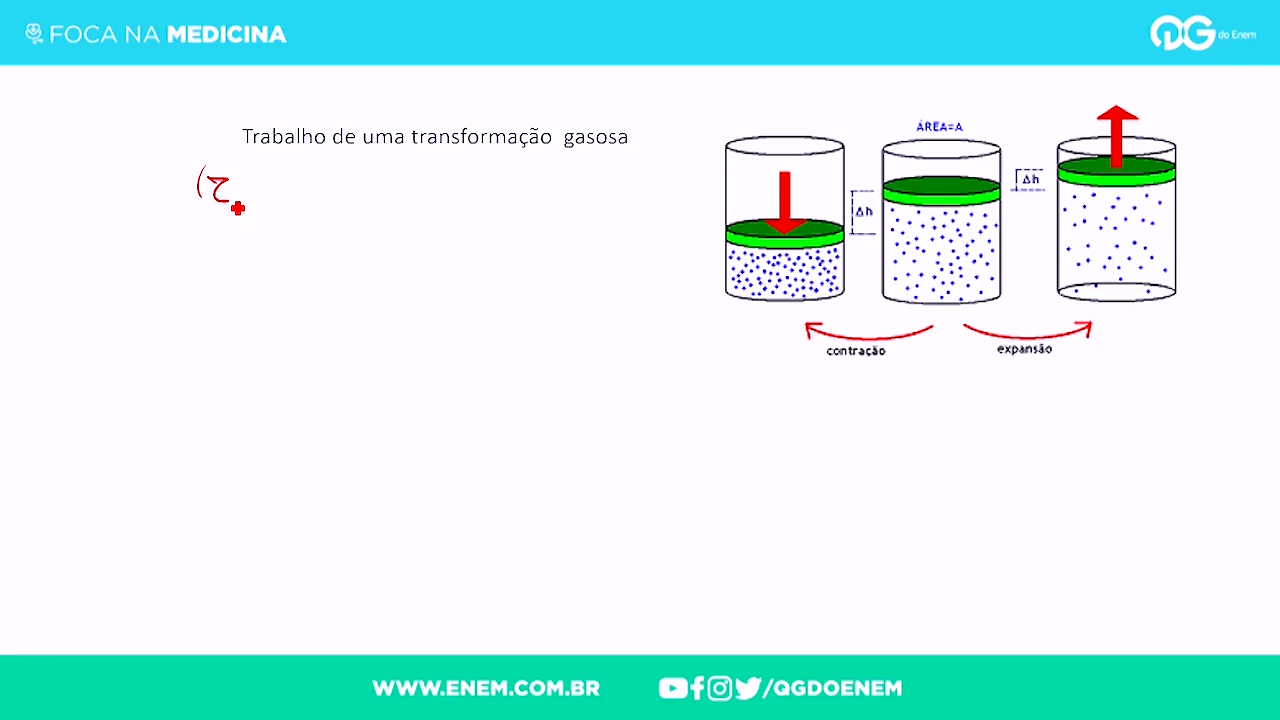 FOCA NA MEDICINA
QG do Enem
Trabalho de uma transformação gasosa
(τ
ÁREA=A
Δh
Δh
contração
expansão
WWW.ENEM.COM.BR
/QGDOENEM